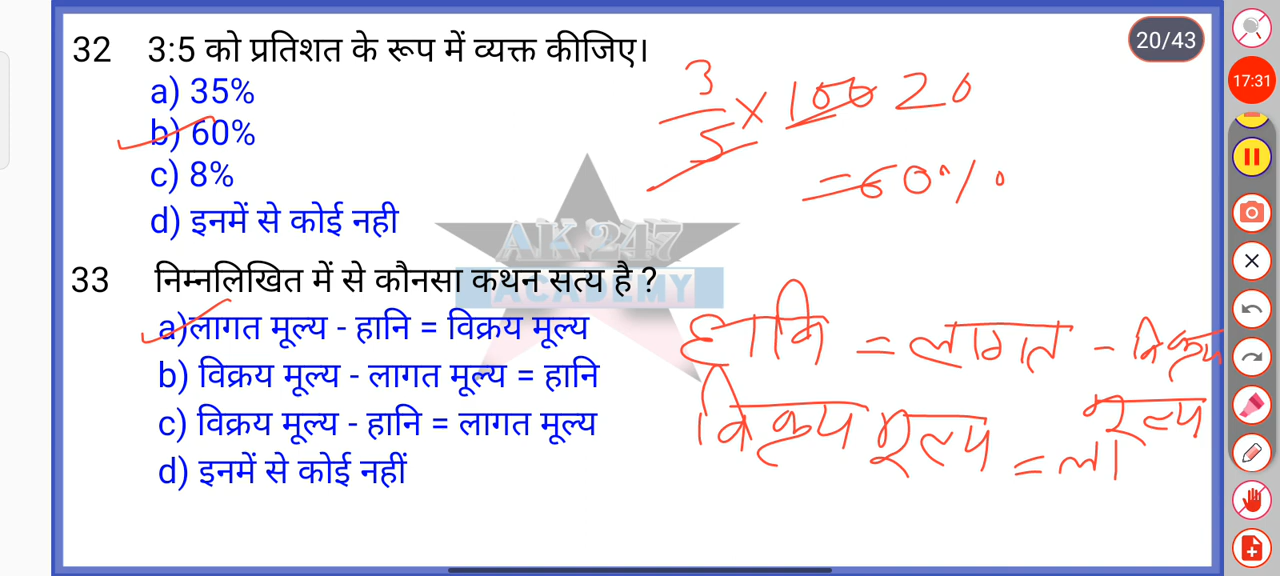 20/43
17:31
32 3:5 को प्रतिशत के रूप में व्यक्त कीजिए।
a) 35%
b) 60%
c) 8%
d) इनमें से कोई नही
3/5 × 100 20
= 60%
AK 247
ACADEMY
33 निम्नलिखित में से कौनसा कथन सत्य है ?
a)लागत मूल्य - हानि = विक्रय मूल्य
b) विक्रय मूल्य - लागत मूल्य = हानि
c) विक्रय मूल्य - हानि = लागत मूल्य
d) इनमें से कोई नहीं
हानि = लागत - विक्रय
मूल्य
विक्रय मूल्य = ला